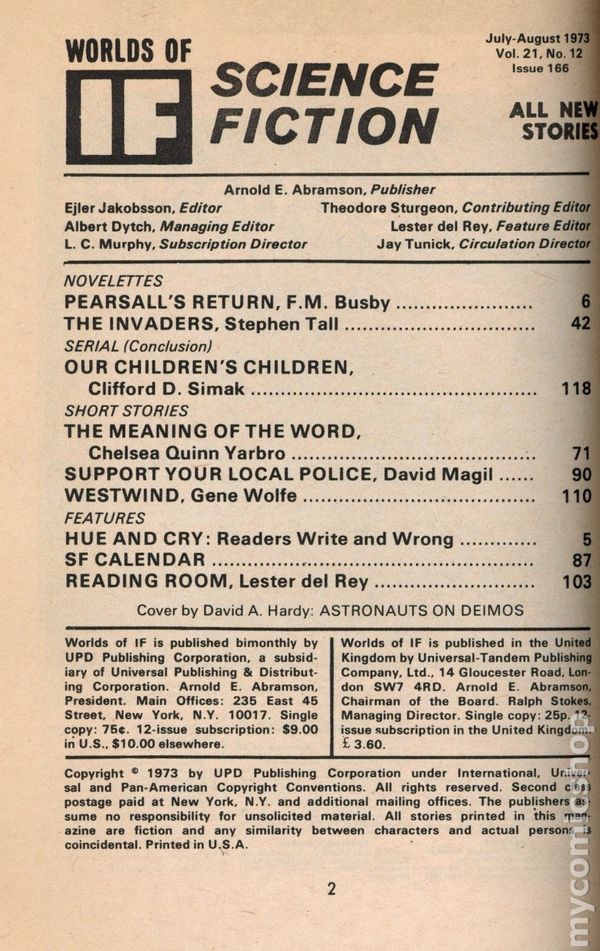 WORLDS OF
IF
SCIENCE
FICTION
July-August 1973
Vol. 21, No. 12
Issue 166
ALL NEW
STORIES
Arnold E. Abramson, Publisher
Ejler Jakobsson, Editor
Theodore Sturgeon, Contributing Editor
Albert Dytch, Managing Editor
Lester del Rey, Feature Editor
L. C. Murphy, Subscription Director
Jay Tunick, Circulation Director
NOVELETTES
PEARSALL'S RETURN, F.M. Busby ....................... 6
THE INVADERS, Stephen Tall ............................... 42
SERIAL (Conclusion)
OUR CHILDREN'S CHILDREN,
Clifford D. Simak .............................................. 118
SHORT STORIES
THE MEANING OF THE WORD,
Chelsea Quinn Yarbro ....................................... 71
SUPPORT YOUR LOCAL POLICE, David Magil ...... 90
WESTWIND, Gene Wolfe ...................................... 110
FEATURES
HUE AND CRY: Readers Write and Wrong ............. 5
SF CALENDAR .................................................... 87
READING ROOM, Lester del Rey .......................... 103
Cover by David A. Hardy: ASTRONAUTS ON DEIMOS
Worlds of IF is published bimonthly by
UPD Publishing Corporation, a subsid-
iary of Universal Publishing & Distribut-
ing Corporation. Arnold E. Abramson,
President. Main Offices: 235 East 45
Street, New York, N.Y. 10017. Single
copy: 75¢. 12-issue subscription: $9.00
in U.S., $10.00 elsewhere.
Worlds of IF is published in the United
Kingdom by Universal-Tandem Publishing
Company, Ltd., 14 Gloucester Road, Lon-
don SW7 4RD. Arnold E. Abramson,
Chairman of the Board. Ralph Stokes,
Managing Director. Single copy: 25p. 12-
issue subscription in the United Kingdom:
£ 3.60.
Copyright © 1973 by UPD Publishing Corporation under International, Univer-
sal and Pan-American Copyright Conventions. All rights reserved. Second class
postage paid at New York, N.Y. and additional mailing offices. The publishers as-
sume no responsibility for unsolicited material. All stories printed in this mag-
azine are fiction and any similarity between characters and actual persons is
coincidental. Printed in U.S.A.
2
mycomicshop